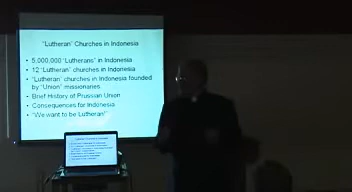 "Lutheran" Churches in Indonesia
• 5,000,000 "Lutherans" in Indonesia
• 12 "Lutheran" churches in Indonesia
• "Lutheran" churches in Indonesia founded
by "Union" missionaries
• Brief History of Prussian Union
• Consequences for Indonesia
• "We want to be Lutheran!"